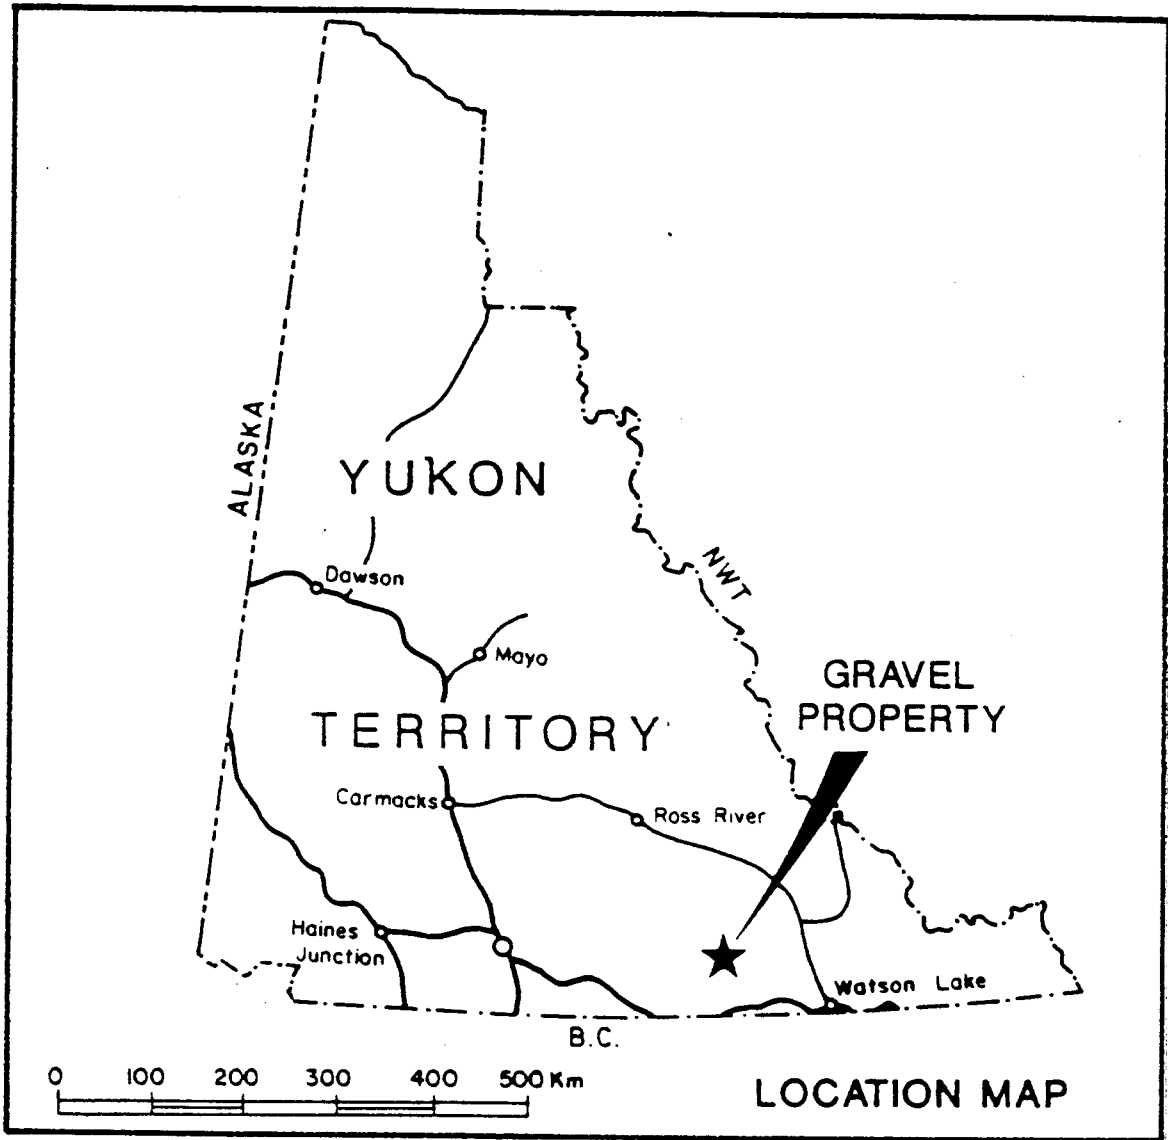 ALASKA
YUKON
Dawson
NWT
Mayo
GRAVEL
PROPERTY
TERRITORY
Carmacks
Ross River
Haines
Junction
Watson Lake
B.C.
0 100 200 300 400 500 Km
LOCATION MAP